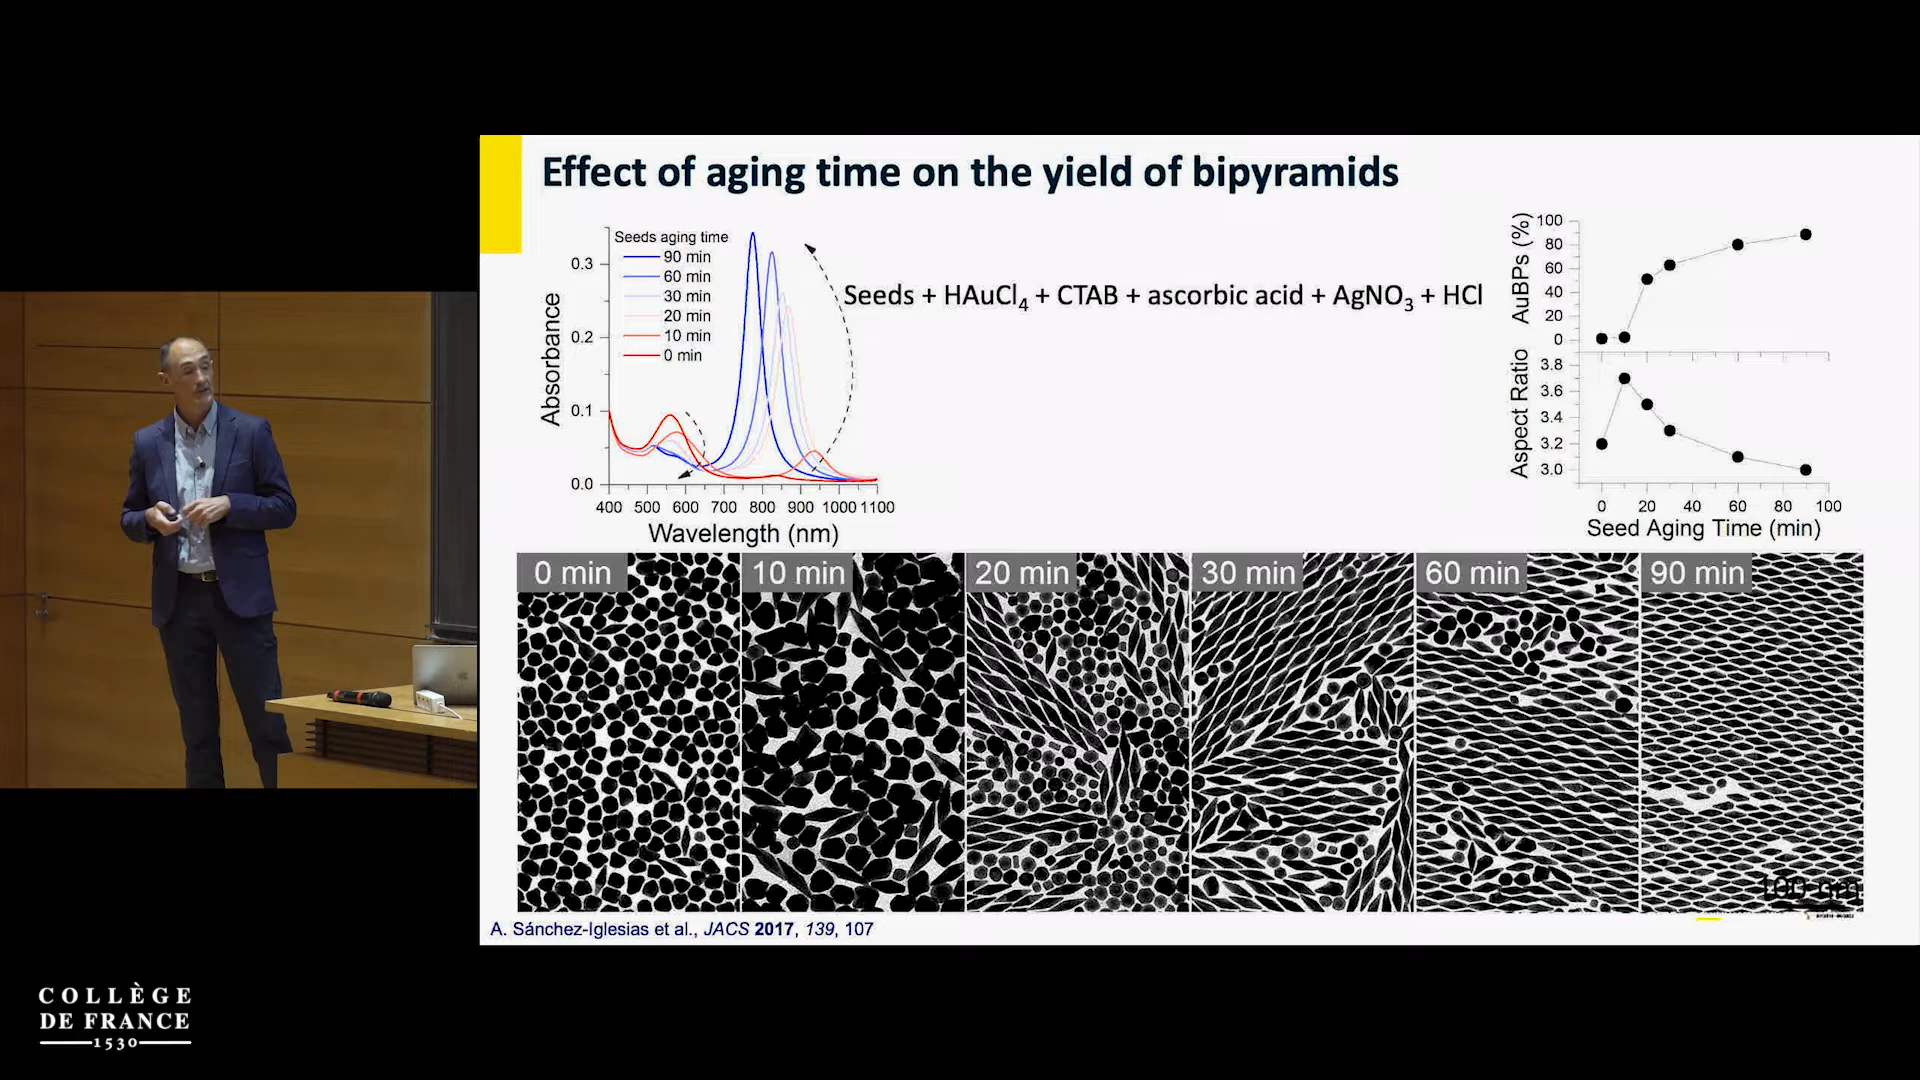 Effect of aging time on the yield of bipyramids
Seeds aging time
90 min
60 min
30 min
20 min
10 min
0 min
Absorbance
0.3
0.2
0.1
0.0
400 500 600 700 800 900 1000 1100
Wavelength (nm)
Seeds + HAuCl₄ + CTAB + ascorbic acid + AgNO₃ + HCl
AuBPs (%)
100
80
60
40
20
0
Aspect Ratio
3.8
3.6
3.4
3.2
3.0
0 20 40 60 80 100
Seed Aging Time (min)
0 min
10 min
20 min
30 min
60 min
90 min
100 nm
A. Sánchez-Iglesias et al., JACS 2017, 139, 107
COLLÈGE
DE FRANCE
1530